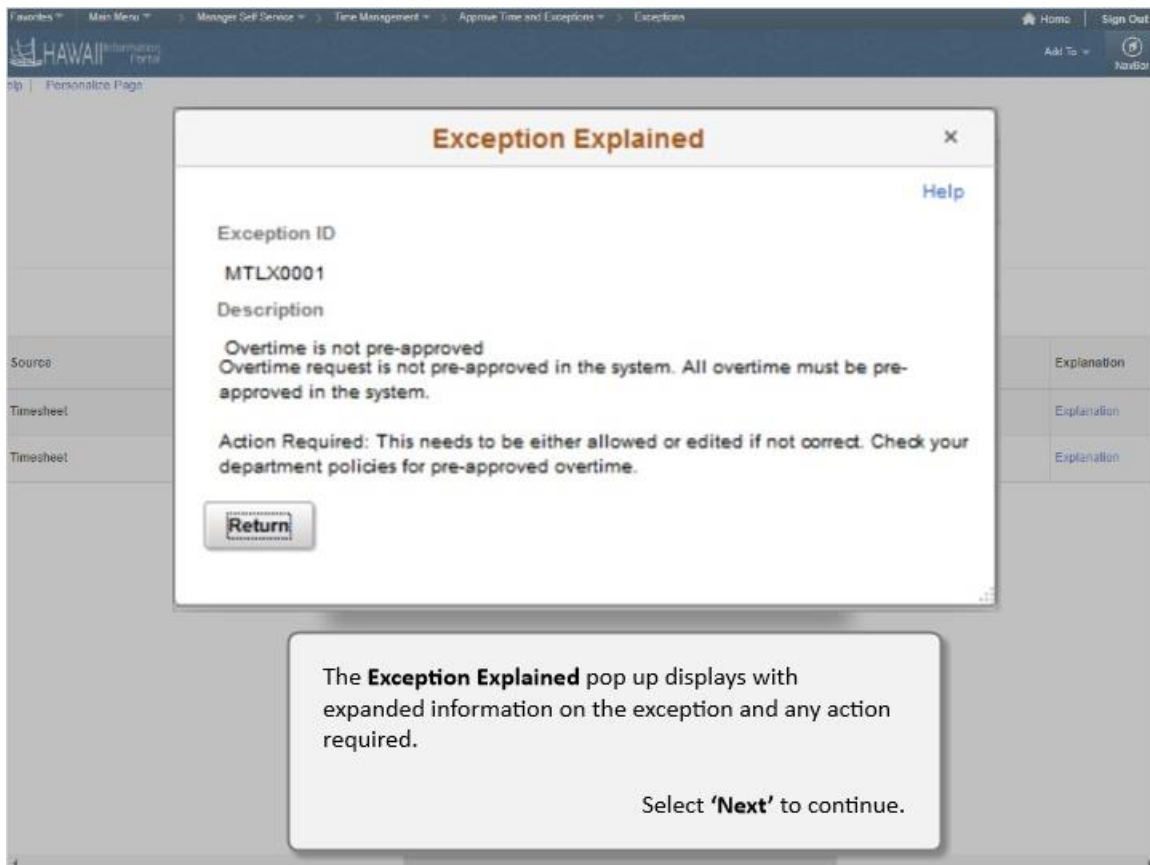 Favorites Main Menu > Manager Self Service > Time Management > Approve Time and Exceptions > Exceptions Home Sign Out
HAWAII Information Portal Add To NavBar
elp | Personalize Page
Exception Explained ×
Help
Exception ID
MTLX0001
Description
Overtime is not pre-approved
Overtime request is not pre-approved in the system. All overtime must be pre-
approved in the system.
Source Explanation
Timesheet Explanation
Action Required: This needs to be either allowed or edited if not correct. Check your
department policies for pre-approved overtime.
Timesheet Explanation
Return
The Exception Explained pop up displays with
expanded information on the exception and any action
required.
Select ‘Next’ to continue.